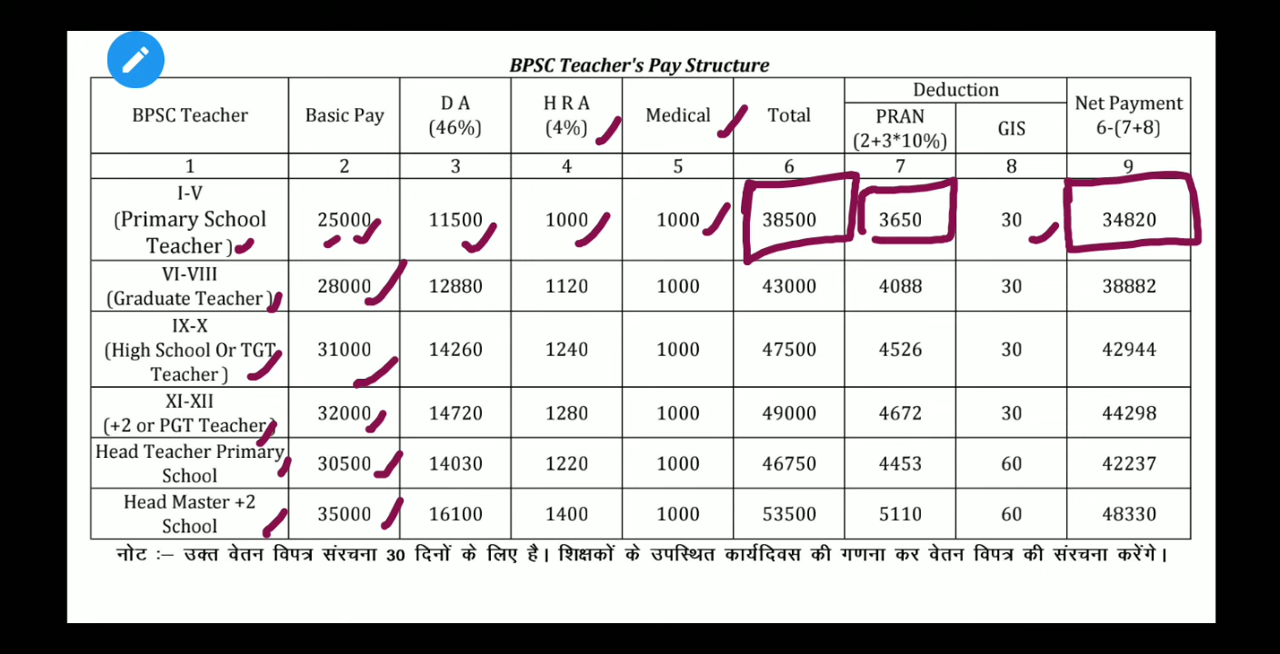 BPSC Teacher's Pay Structure
BPSC Teacher Basic Pay D A (46%) H R A (4%) Medical Total Deduction PRAN (2+3*10%) GIS Net Payment 6-(7+8)
1 2 3 4 5 6 7 8 9
I-V (Primary School Teacher) 25000 11500 1000 1000 38500 3650 30 34820
VI-VIII (Graduate Teacher ) 28000 12880 1120 1000 43000 4088 30 38882
IX-X (High School Or TGT Teacher ) 31000 14260 1240 1000 47500 4526 30 42944
XI-XII (+2 or PGT Teacher ) 32000 14720 1280 1000 49000 4672 30 44298
Head Teacher Primary School 30500 14030 1220 1000 46750 4453 60 42237
Head Master +2 School 35000 16100 1400 1000 53500 5110 60 48330
नोट :– उक्त वेतन विपत्र संरचना 30 दिनों के लिए है। शिक्षकों के उपस्थित कार्यदिवस की गणना कर वेतन विपत्र की संरचना करेंगे।